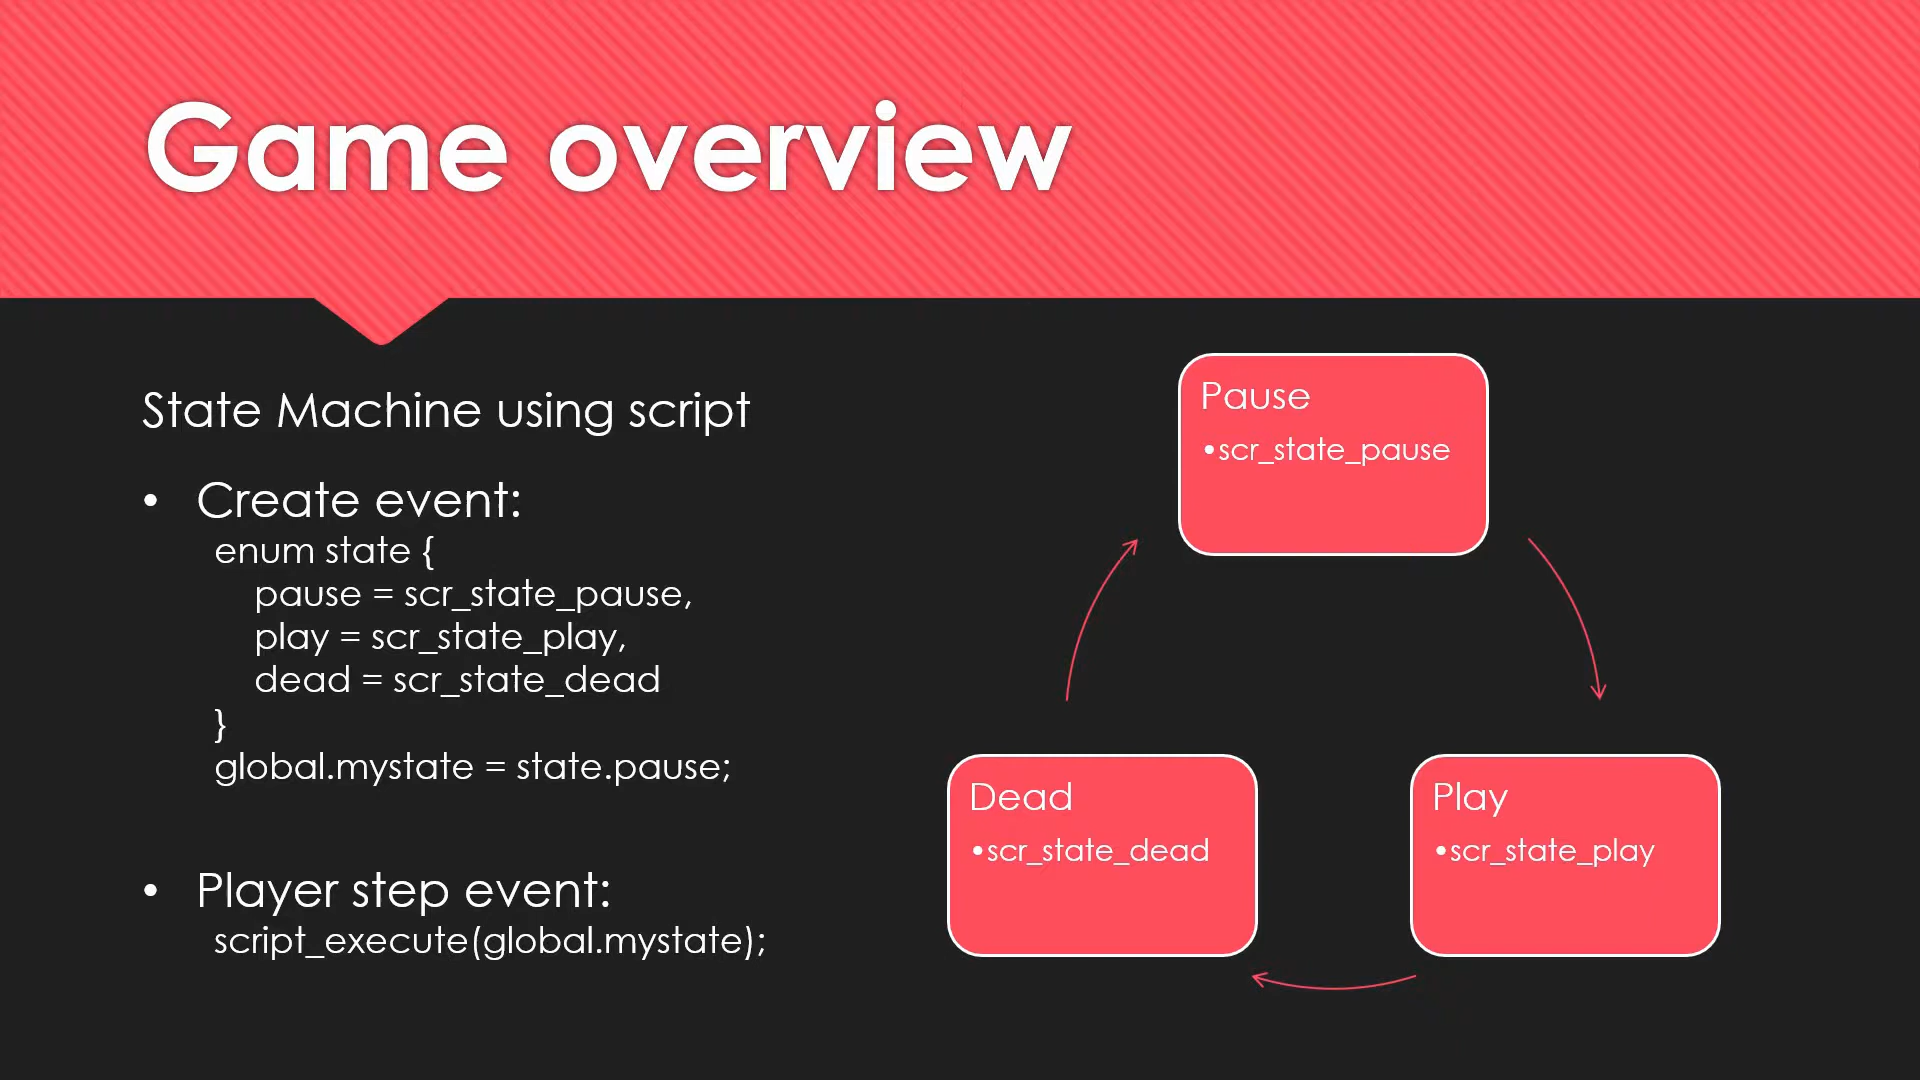 Game overview
State Machine using script
• Create event:
enum state {
pause = scr_state_pause,
play = scr_state_play,
dead = scr_state_dead
}
global.mystate = state.pause;
• Player step event:
script_execute(global.mystate);
Pause
•scr_state_pause
Dead
•scr_state_dead
Play
•scr_state_play